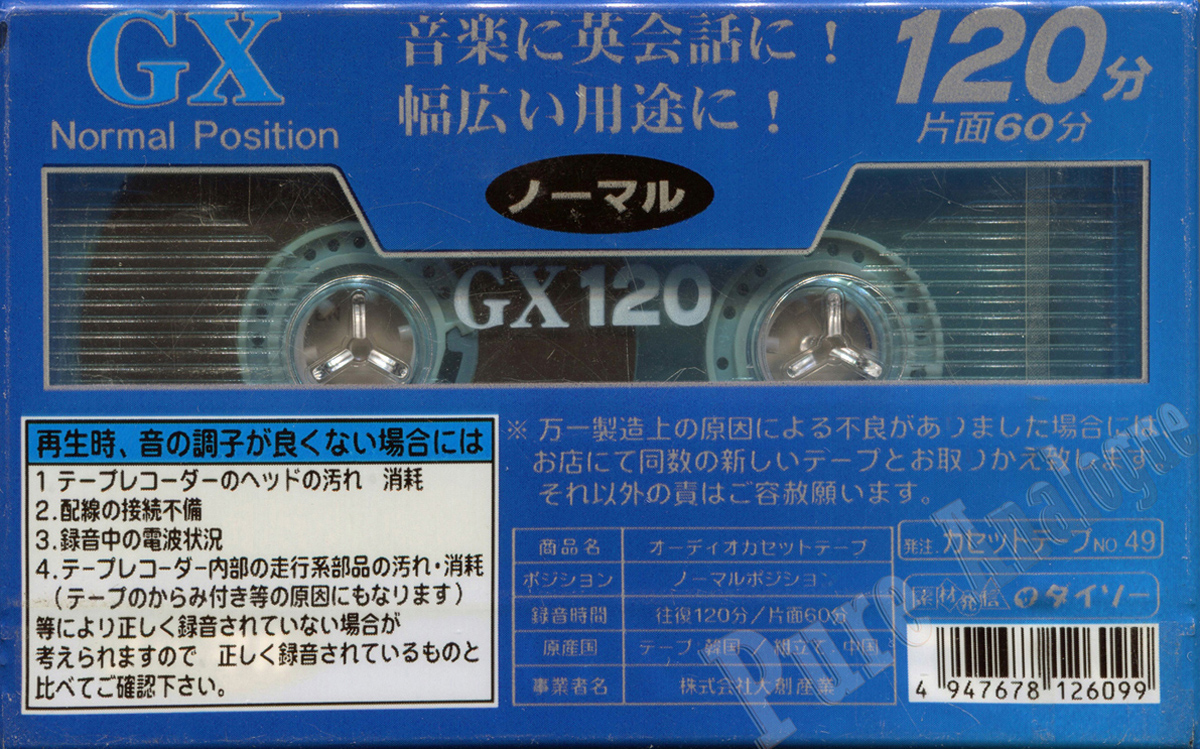 GX
Normal Position
音楽に英会話に！
幅広い用途に！
120分
片面60分
ノーマル
GX 120
再生時、音の調子が良くない場合には
1 テープレコーダーのヘッドの汚れ 消耗
2.配線の接続不備
3.録音中の電波状況
4.テープレコーダー内部の走行系部品の汚れ・消耗
(テープのからみ付き等の原因にもなります)
等により正しく録音されていない場合が
考えられますので 正しく録音されているものと
比べてご確認下さい。
※ 万一製造上の原因による不良がありました場合には
お店にて同数の新しいテープとお取りかえ致します
それ以外の責はご容赦願います。
商品名 オーディオカセットテープ
ポジション ノーマルポジション
録音時間 往復120分/片面60分
原産国 テープ 韓国 / 組立て 中国
事業者名 株式会社大創産業
発注. カセットテープNO.49
素材発信 のダイソー
4 947678 126099
Pure Analogue